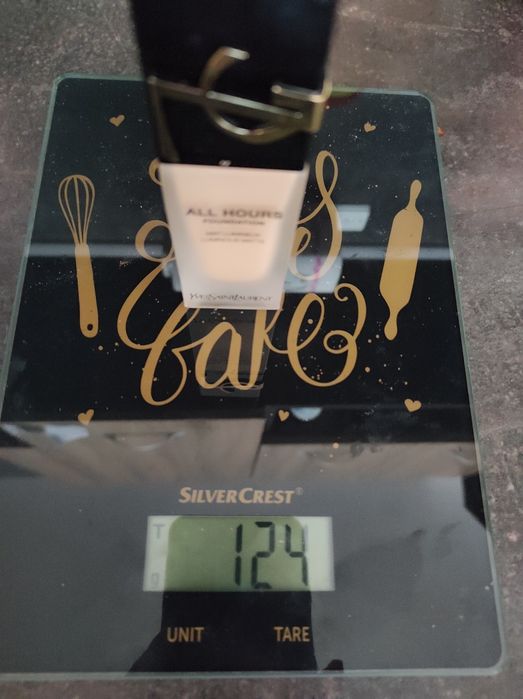 ALL HOURS
FOUNDATION
YVESSAINTLAURENT
bake
SILVERCREST®
T
g
124
UNIT
TARE